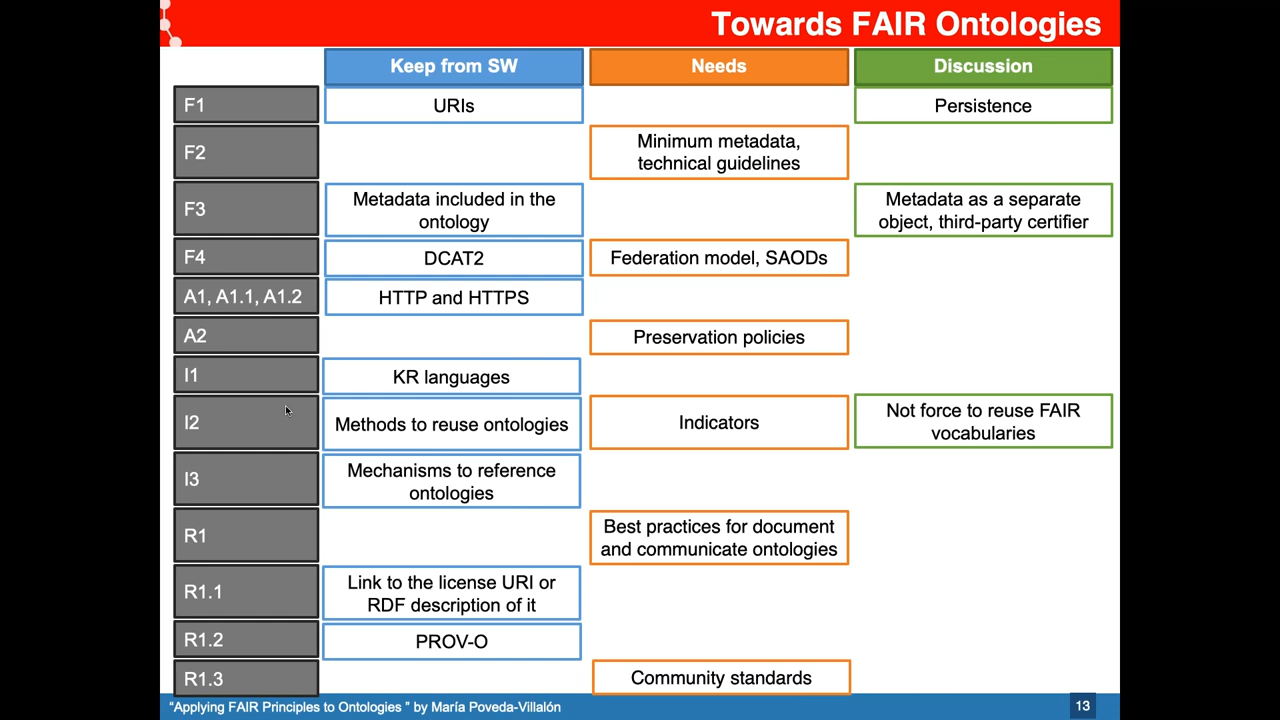 Towards FAIR Ontologies
Keep from SW
Needs
Discussion
F1
URIs
Persistence
F2
Minimum metadata,
technical guidelines
F3
Metadata included in the
ontology
Metadata as a separate
object, third-party certifier
F4
DCAT2
Federation model, SAODs
A1, A1.1, A1.2
HTTP and HTTPS
A2
Preservation policies
I1
KR languages
I2
Methods to reuse ontologies
Indicators
Not force to reuse FAIR
vocabularies
I3
Mechanisms to reference
ontologies
R1
Best practices for document
and communicate ontologies
R1.1
Link to the license URI or
RDF description of it
R1.2
PROV-O
R1.3
Community standards
“Applying FAIR Principles to Ontologies ” by María Poveda-Villalón
13